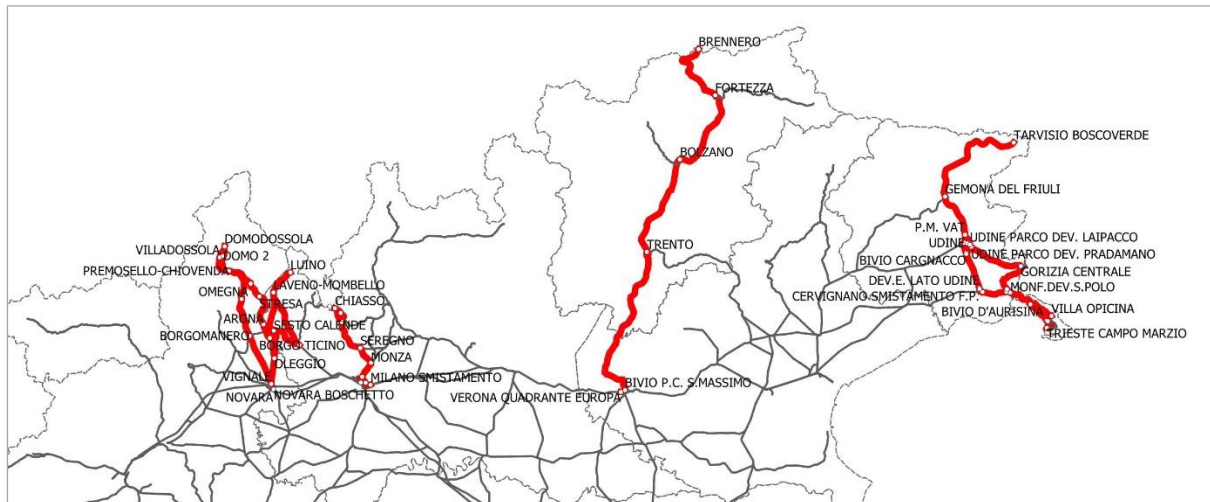 BRENNERO
FORTEZZA
BOLZANO
TRENTO
BIVIO P.C. S.MASSIMO
VERONA QUADRANTE EUROPA
TARVISIO BOSCOVERDE
GEMONA DEL FRIULI
P.M. VAT
UDINE PARCO DEV. LAIPACCO
UDINE
UDINE PARCO DEV. PRADAMANO
BIVIO CARGNACCO
GORIZIA CENTRALE
DEV.E. LATO UDINE
MONF.DEV.S.POLO
CERVIGNANO SMISTAMENTO F.P.
BIVIO D'AURISINA
VILLA OPICINA
TRIESTE CAMPO MARZIO
DOMODOSSOLA
VILLADOSSOLA
DOMO 2
PREMOSELLO-CHIOVENDA
LUINO
OMEGNA
LAVENO-MOMBELLO
STRESA
CHIASSO
ARONA
SESTO CALENDE
BORGOMANERO
BORGO TICINO
SEREGNO
OLEGGIO
MONZA
VIGNALE
MILANO SMISTAMENTO
NOVARA
NOVARA BOSCHETTO